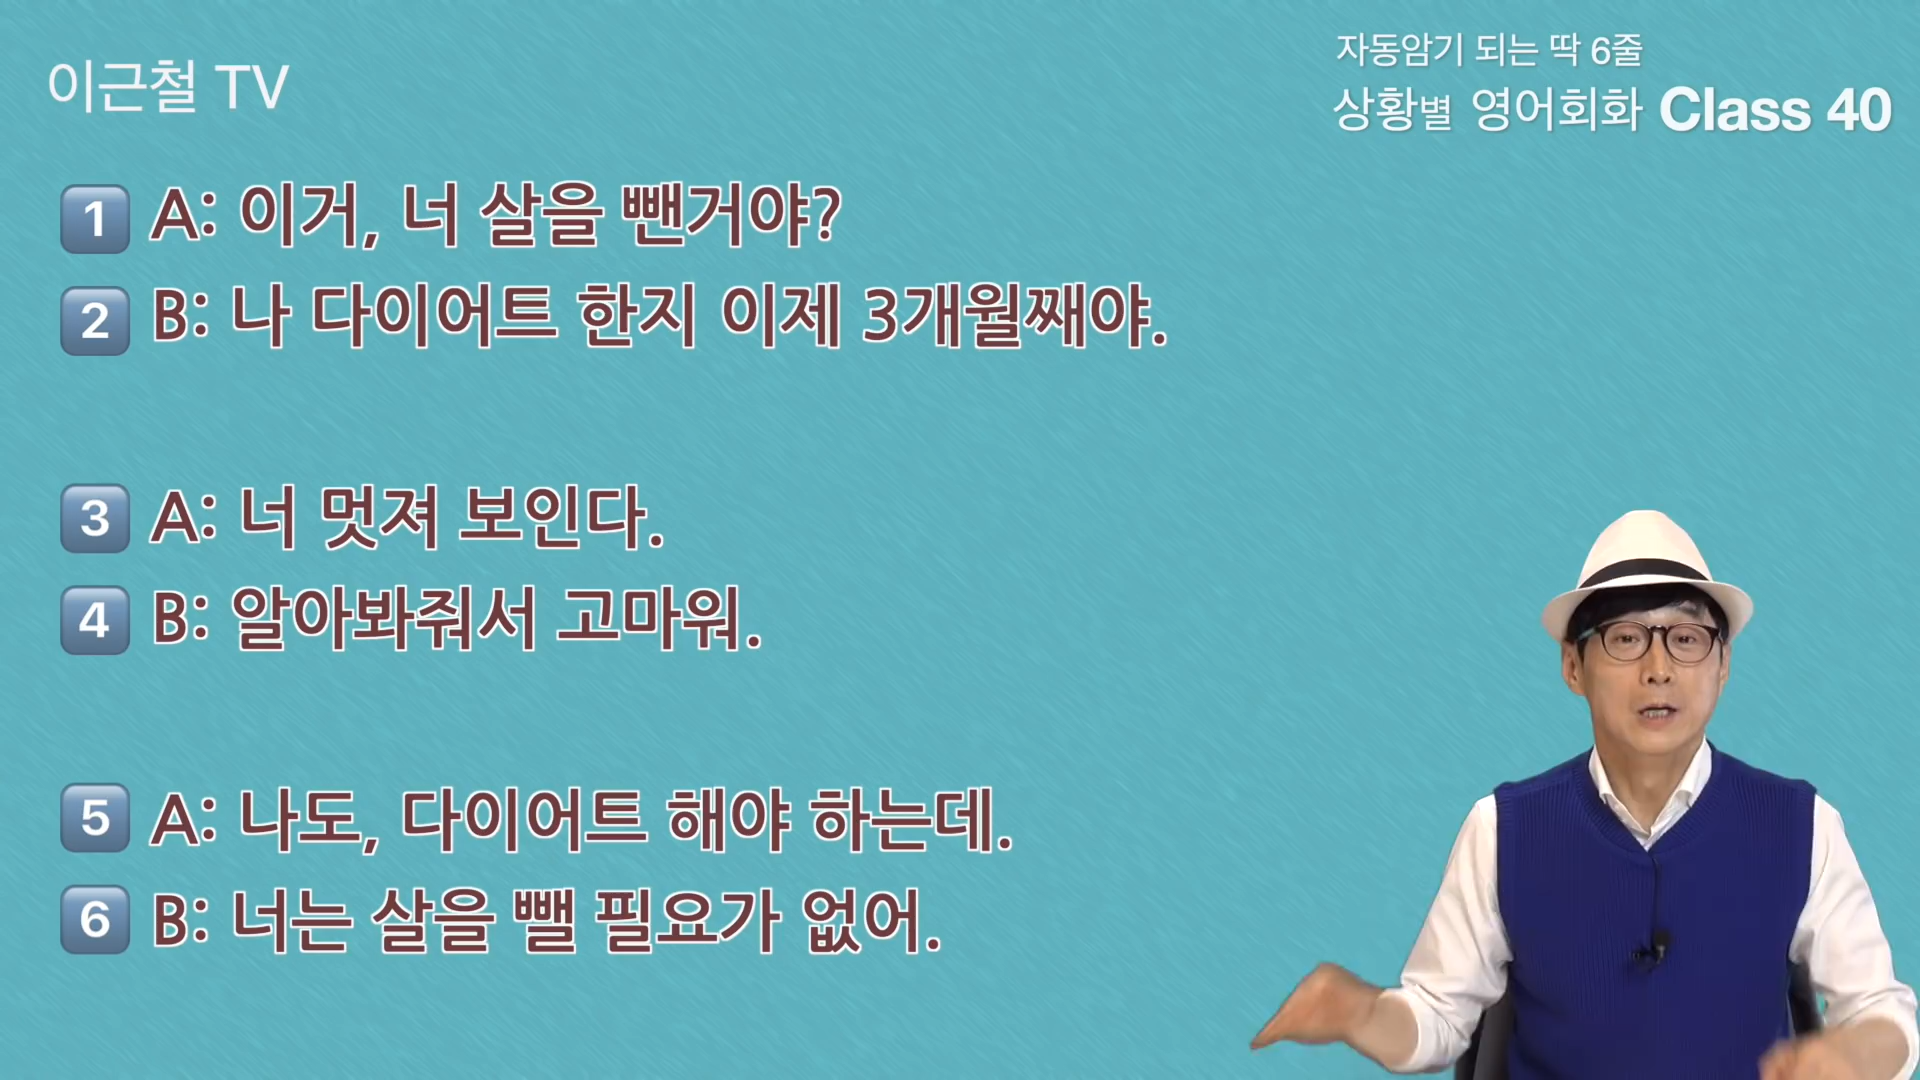 이근철 TV
자동암기 되는 딱 6줄
상황별 영어회화 Class 40
1 A: 이거, 너 살을 뺀거야?
2 B: 나 다이어트 한지 이제 3개월째야.
3 A: 너 멋져 보인다.
4 B: 알아봐줘서 고마워.
5 A: 나도, 다이어트 해야 하는데.
6 B: 너는 살을 뺄 필요가 없어.